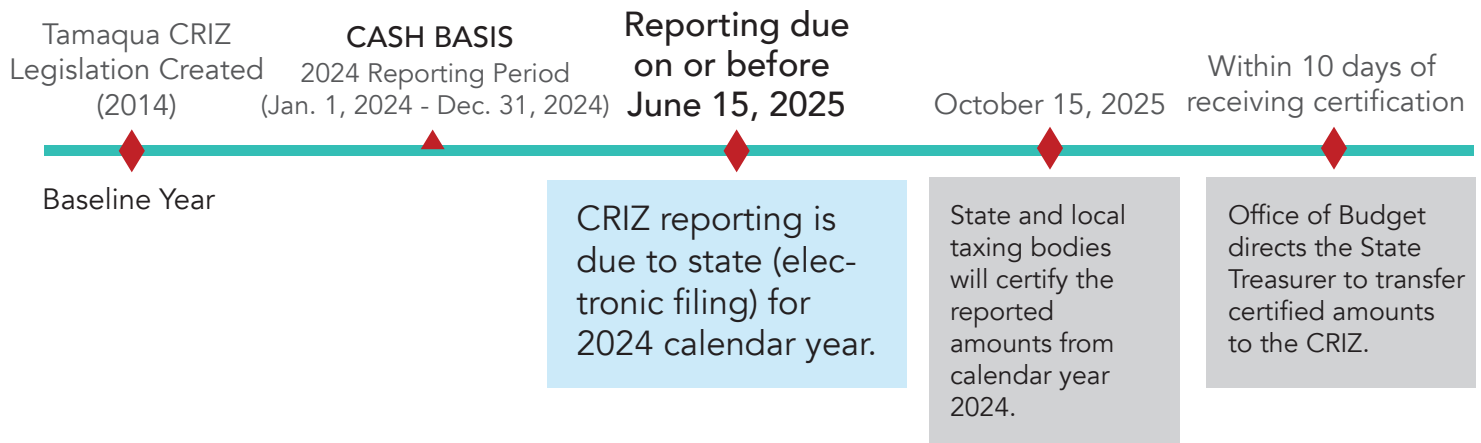 Tamaqua CRIZ
Legislation Created
(2014)
Baseline Year
CASH BASIS
2024 Reporting Period
(Jan. 1, 2024 - Dec. 31, 2024)
Reporting due
on or before
June 15, 2025
CRIZ reporting is
due to state (elec-
tronic filing) for
2024 calendar year.
October 15, 2025
State and local
taxing bodies
will certify the
reported
amounts from
calendar year
2024.
Within 10 days of
receiving certification
Office of Budget
directs the State
Treasurer to transfer
certified amounts
to the CRIZ.